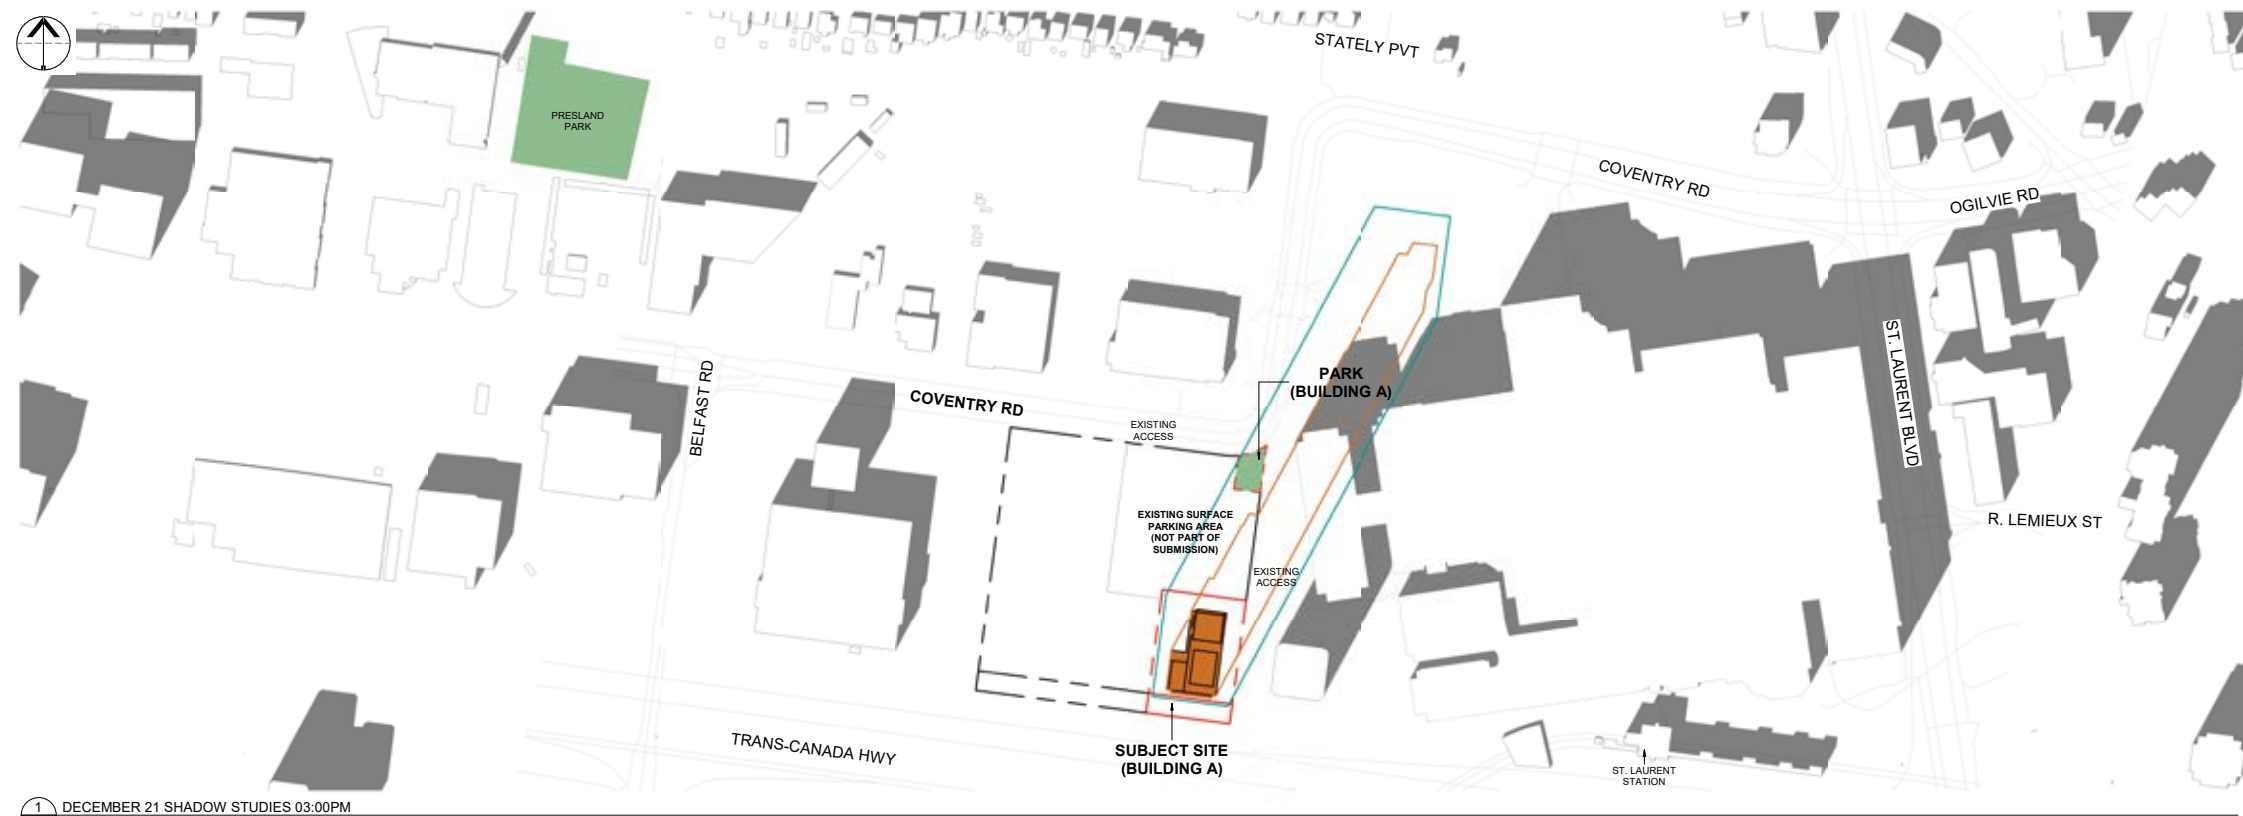 STATELY PVT
PRESLAND
PARK
COVENTRY RD
OGILVIE RD
ST. LAURENT BLVD
BELFAST RD
PARK
(BUILDING A)
COVENTRY RD
EXISTING
ACCESS
EXISTING SURFACE
PARKING AREA
(NOT PART OF
SUBMISSION)
R. LEMIEUX ST
EXISTING
ACCESS
TRANS-CANADA HWY
SUBJECT SITE
(BUILDING A)
ST. LAURENT
STATION
1 DECEMBER 21 SHADOW STUDIES 03:00PM